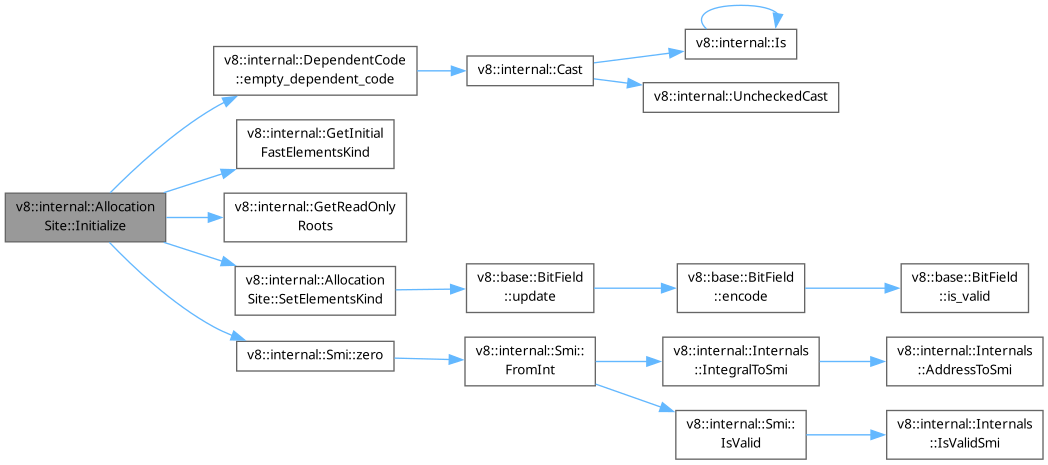 v8::internal::Allocation
Site::Initialize
v8::internal::DependentCode
::empty_dependent_code
v8::internal::Cast
v8::internal::Is
v8::internal::UncheckedCast
v8::internal::GetInitial
FastElementsKind
v8::internal::GetReadOnly
Roots
v8::internal::Allocation
Site::SetElementsKind
v8::base::BitField
::update
v8::base::BitField
::encode
v8::base::BitField
::is_valid
v8::internal::Smi::zero
v8::internal::Smi::
FromInt
v8::internal::Internals
::IntegralToSmi
v8::internal::Internals
::AddressToSmi
v8::internal::Smi::
IsValid
v8::internal::Internals
::IsValidSmi